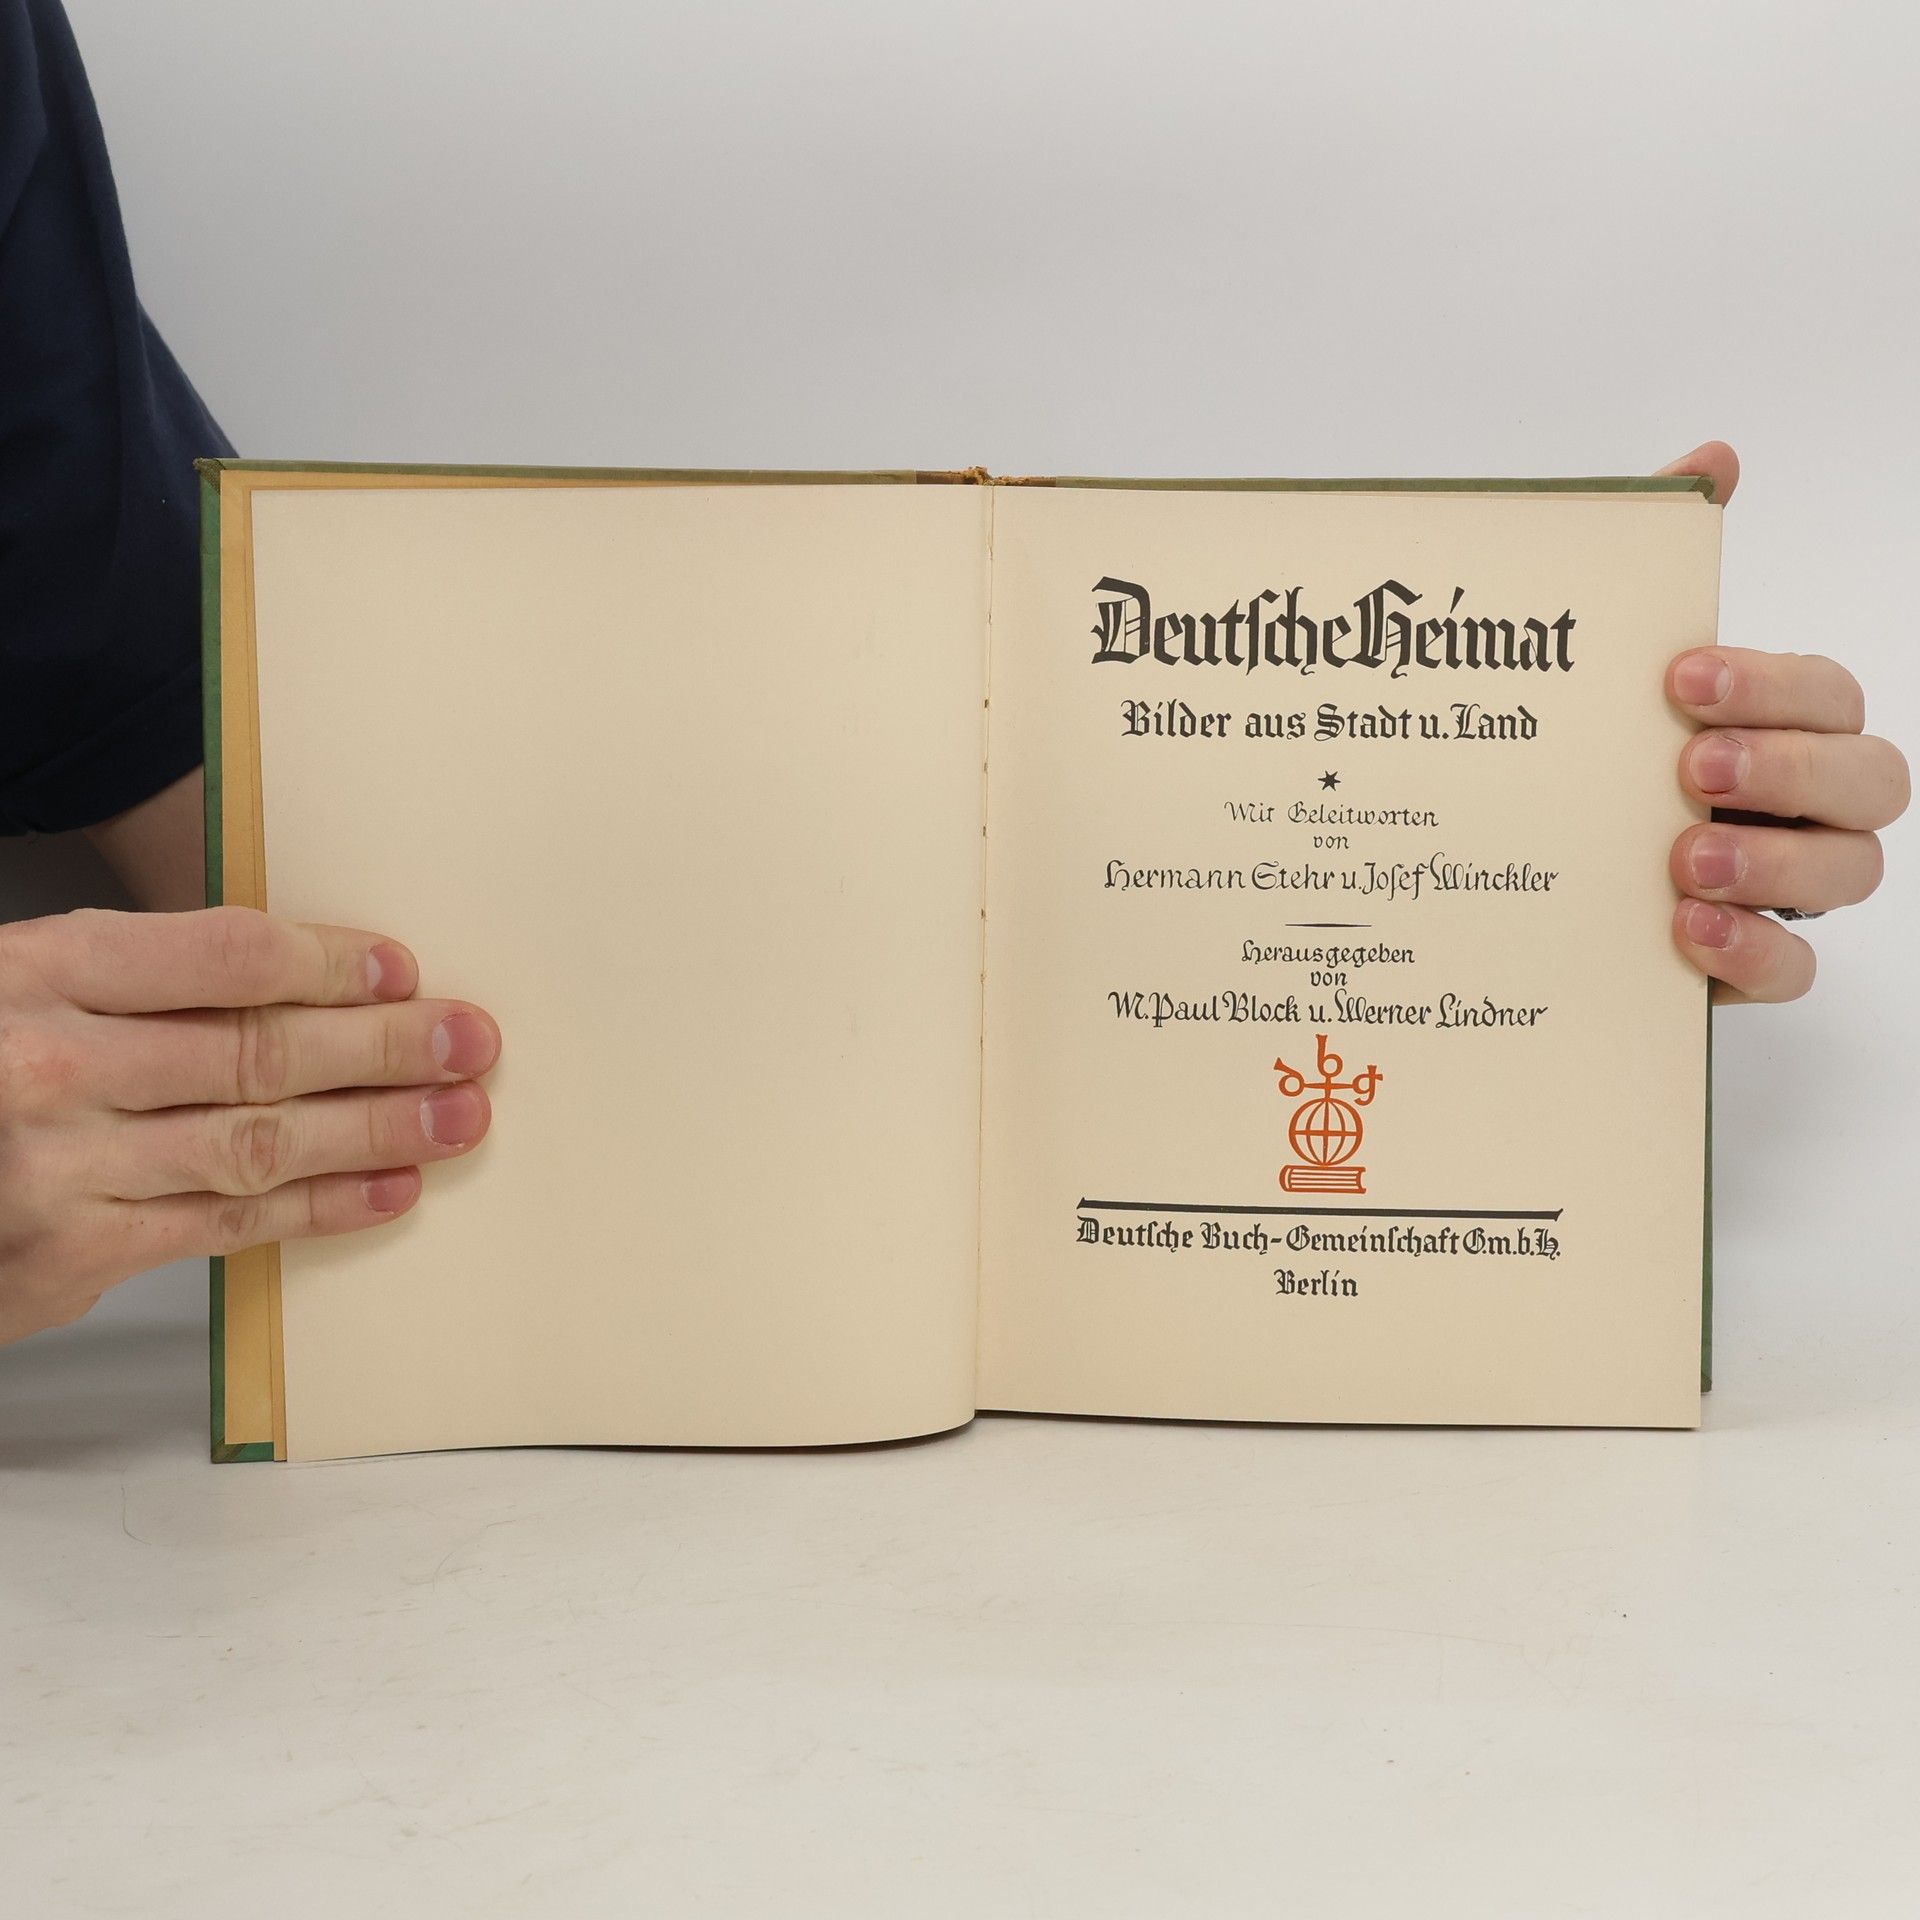 Deutſche Heimat
Bilder aus Stadt u. Land
Mit Geleitworten
von
Hermann Stehr u. Joſef Winckler
Herausgegeben
von
M. Paul Block u. Werner Lindner
dbg
Deutſche Buch-Gemeinſchaft G.m.b.H.
Berlin